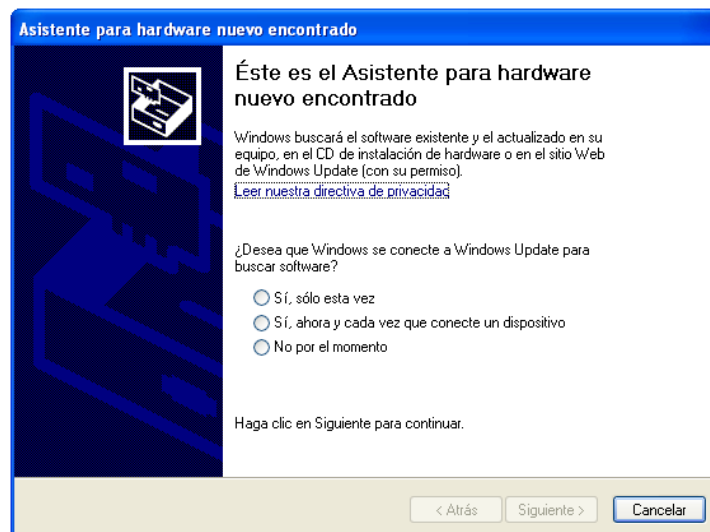 Asistente para hardware nuevo encontrado
Éste es el Asistente para hardware
nuevo encontrado
Windows buscará el software existente y el actualizado en su
equipo, en el CD de instalación de hardware o en el sitio Web
de Windows Update (con su permiso).
Leer nuestra directiva de privacidad
¿Desea que Windows se conecte a Windows Update para
buscar software?
Sí, sólo esta vez
Sí, ahora y cada vez que conecte un dispositivo
No por el momento
Haga clic en Siguiente para continuar.
< Atrás Siguiente > Cancelar